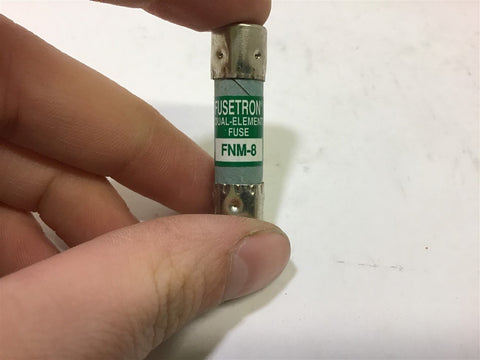 FUSETRON
DUAL-ELEMENT
FUSE
FNM-8